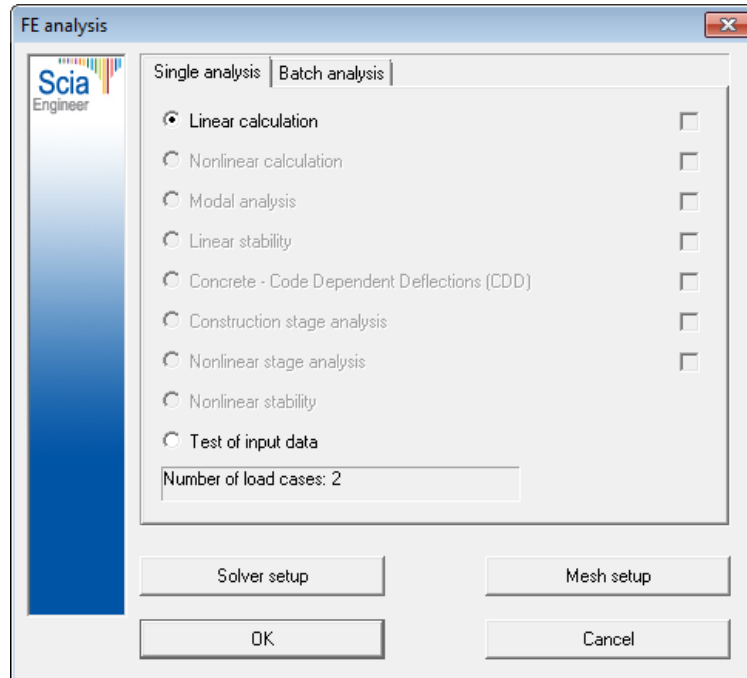 FE analysis
Scia
Engineer
Single analysis
Batch analysis
Linear calculation
Nonlinear calculation
Modal analysis
Linear stability
Concrete - Code Dependent Deflections (CDD)
Construction stage analysis
Nonlinear stage analysis
Nonlinear stability
Test of input data
Number of load cases: 2
Solver setup
Mesh setup
OK
Cancel